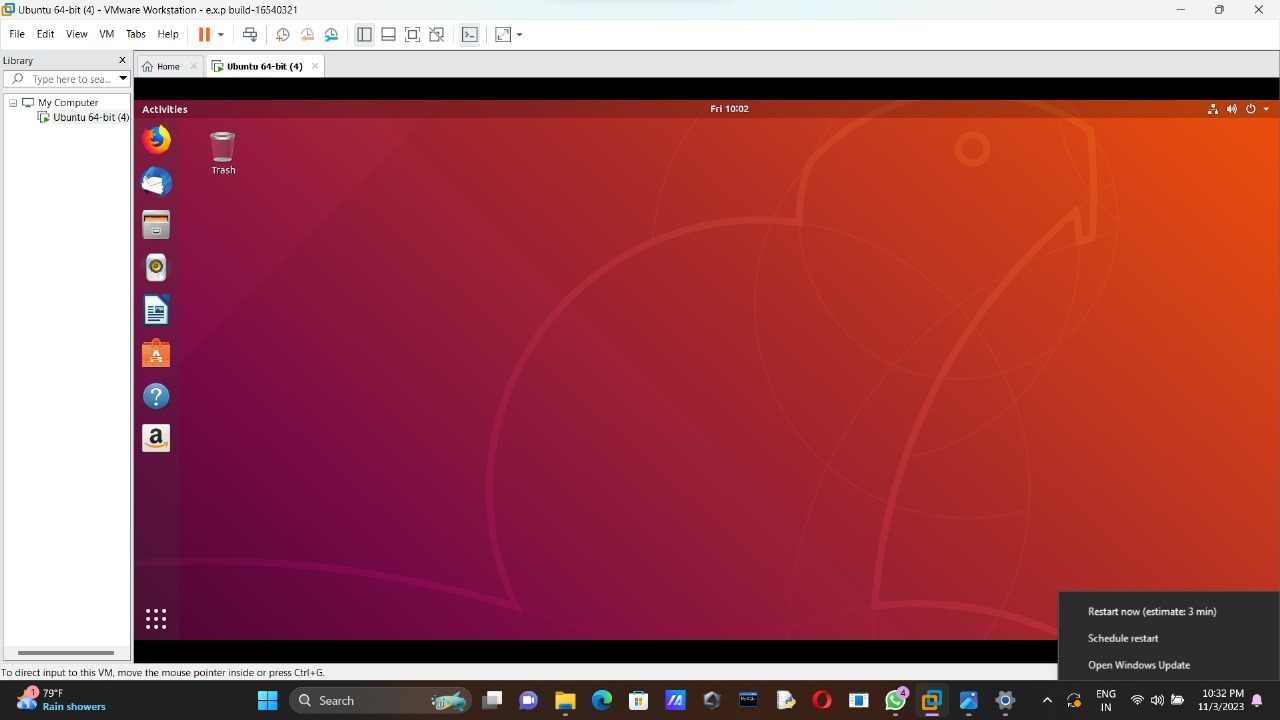 Ubuntu 64-bit (4) - VMware Workstation - e.x.p build-16540321
File Edit View VM Tabs Help
Library
Type here to sea...
Home
Ubuntu 64-bit (4)
My Computer
Ubuntu 64-bit (4)
Activities
Fri 10:02
Trash
Restart now (estimate: 3 min)
Schedule restart
Open Windows Update
To direct input to this VM, move the mouse pointer inside or press Ctrl+G.
1
79°F
Rain showers
Search
4
ENG
IN
10:32 PM
11/3/2023